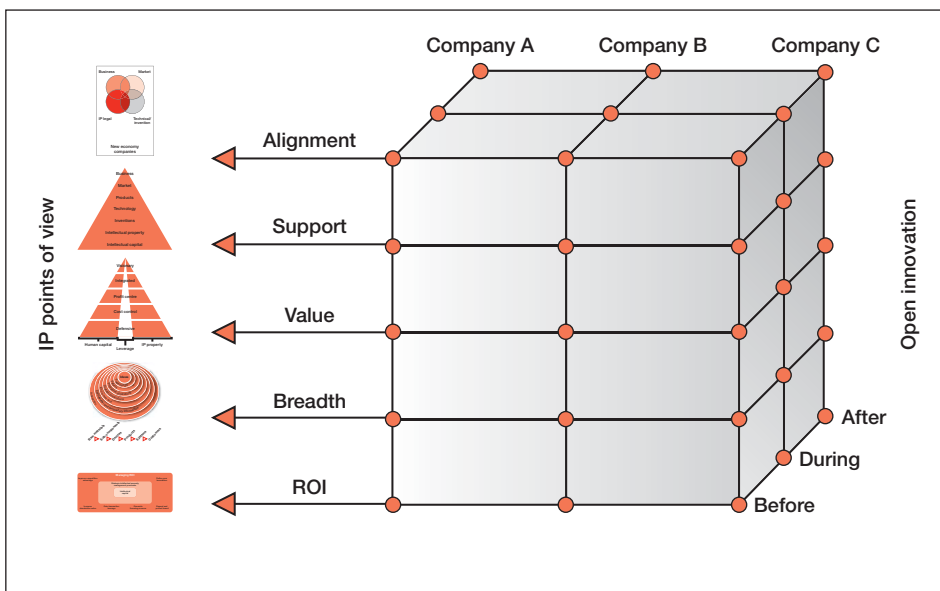 Company A
Company B
Company C
Business
Market
IP legal
Technical/
invention
New economy
companies
Alignment
Business
Market
Products
Technology
Inventions
Intellectual property
Intellectual capital
Support
IP points of view
Open innovation
Visionary
Integrated
Profit centre
Cost control
Defensive
Human capital
IP property
Leverage
Value
Breadth
After
During
ROI
Before